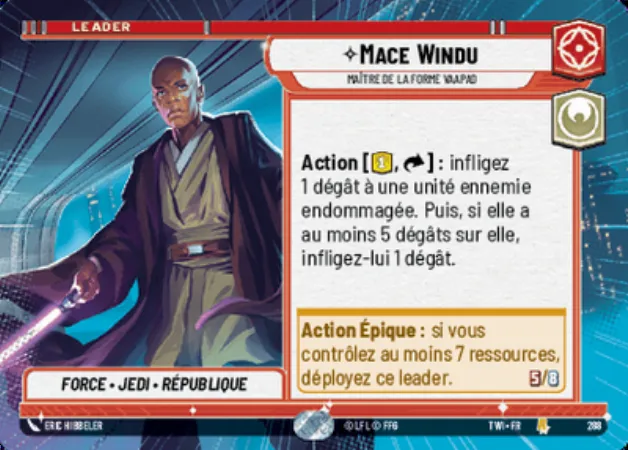 LEADER
MACE WINDU
MAÎTRE DE LA FORME VAAPAD
Action [1, ] : infligez
1 dégât à une unité ennemie
endommagée. Puis, si elle a
au moins 5 dégâts sur elle,
infligez-lui 1 dégât.
Action Épique : si vous
contrôlez au moins 7 ressources,
déployez ce leader. 5/8
FORCE • JEDI • RÉPUBLIQUE
ERIC HIBBELER
© LFL © FFG
TWI • FR
288